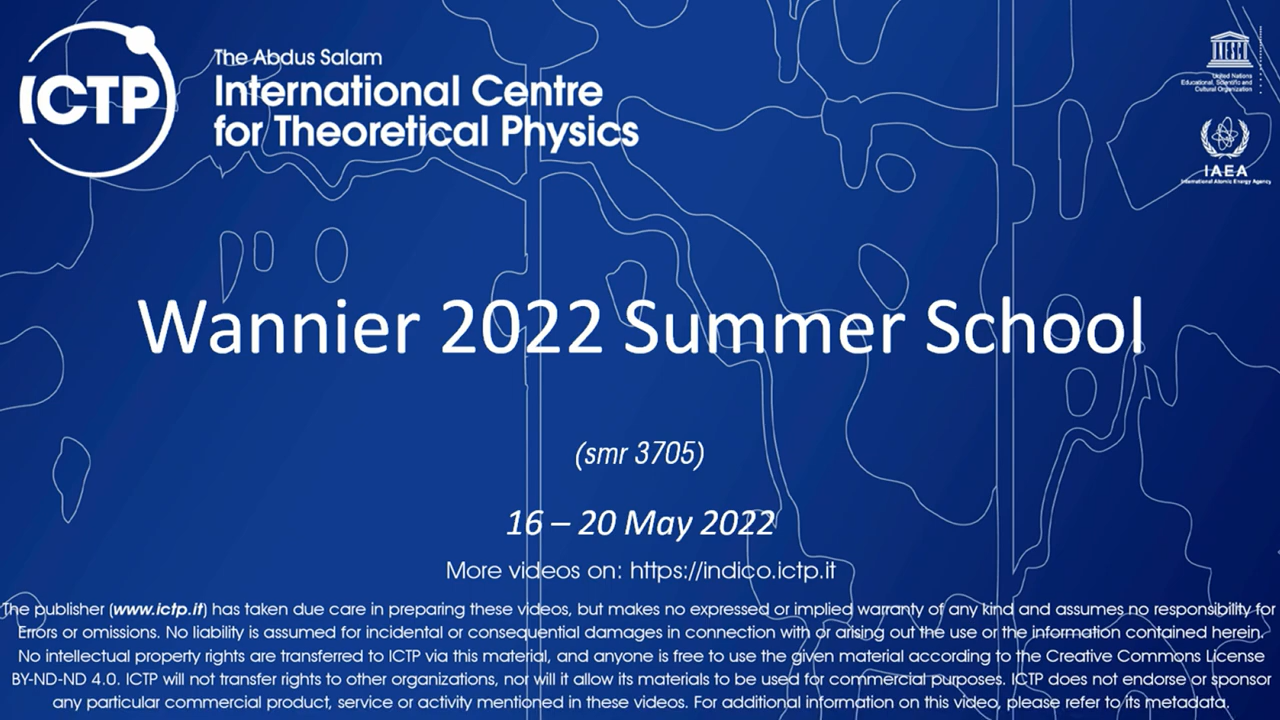 ICTP
The Abdus Salam
International Centre
for Theoretical Physics
UNESCO
United Nations
Educational, Scientific and
Cultural Organization
IAEA
International Atomic Energy Agency
Wannier 2022 Summer School
(smr 3705)
16 – 20 May 2022
More videos on: https://indico.ictp.it
The publisher (www.ictp.it) has taken due care in preparing these videos, but makes no expressed or implied warranty of any kind and assumes no responsibility for
Errors or omissions. No liability is assumed for incidental or consequential damages in connection with or arising out the use or the information contained herein.
No intellectual property rights are transferred to ICTP via this material, and anyone is free to use the given material according to the Creative Commons License
BY-ND-ND 4.0. ICTP will not transfer rights to other organizations, nor will it allow its materials to be used for commercial purposes. ICTP does not endorse or sponsor
any particular commercial product, service or activity mentioned in these videos. For additional information on this video, please refer to its metadata.